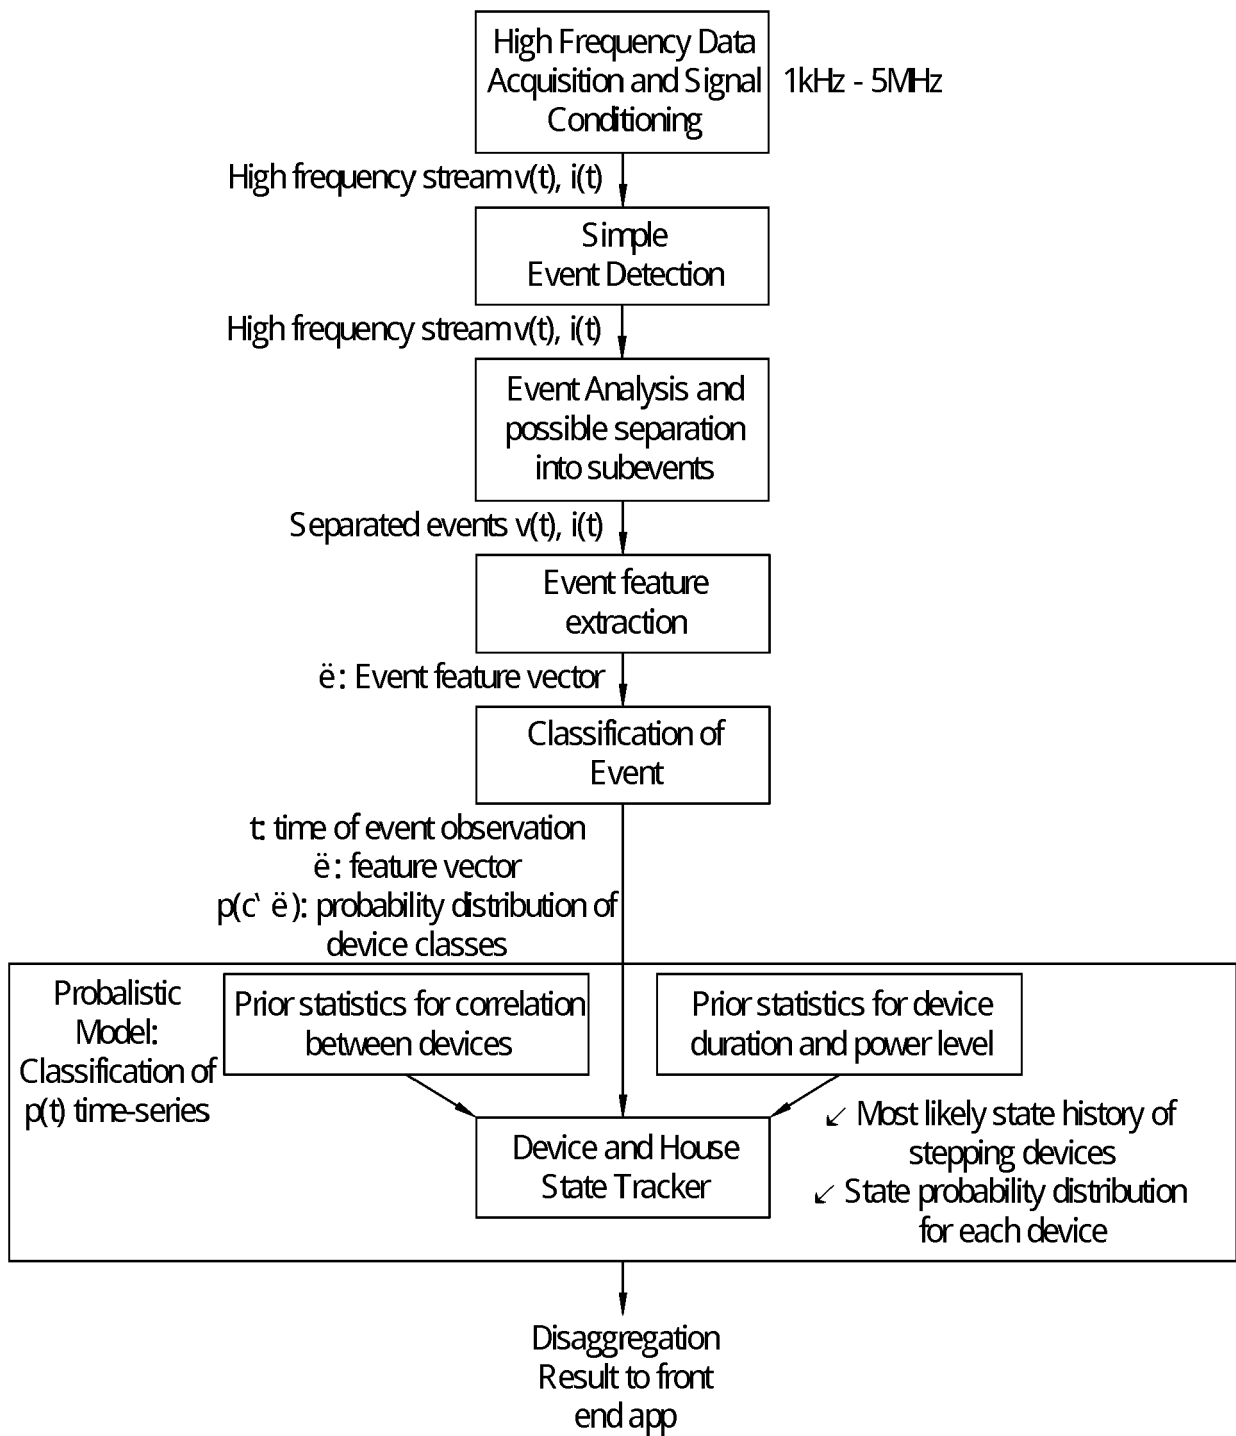 High Frequency Data
Acquisition and Signal
Conditioning
1kHz - 5MHz
High frequency stream v(t), i(t)
Simple
Event Detection
High frequency stream v(t), i(t)
Event Analysis and
possible separation
into subevents
Separated events v(t), i(t)
Event feature
extraction
ë: Event feature vector
Classification of
Event
t: time of event observation
ë: feature vector
p(c‵ ë): probability distribution of
device classes
Probalistic
Model:
Classification of
p(t) time-series
Prior statistics for correlation
between devices
Prior statistics for device
duration and power level
Device and House
State Tracker
↙ Most likely state history of
stepping devices
↙ State probability distribution
for each device
Disaggregation
Result to front
end app